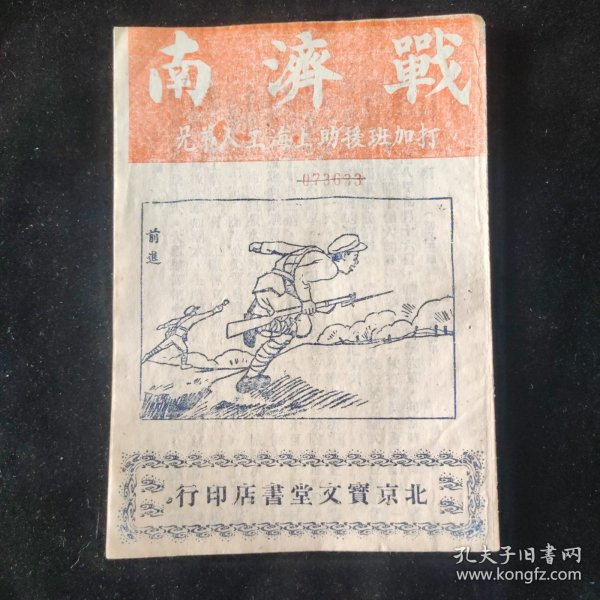 戰濟南
打加班援助上海工人弟兄
073633
前進
北京寶文堂書店印行
孔夫子旧书网
www.kongfz.com